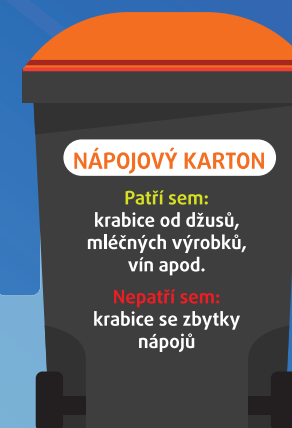 NÁPOJOVÝ KARTON
Patří sem:
krabice od džusů,
mléčných výrobků,
vín apod.
Nepatří sem:
krabice se zbytky
nápojů